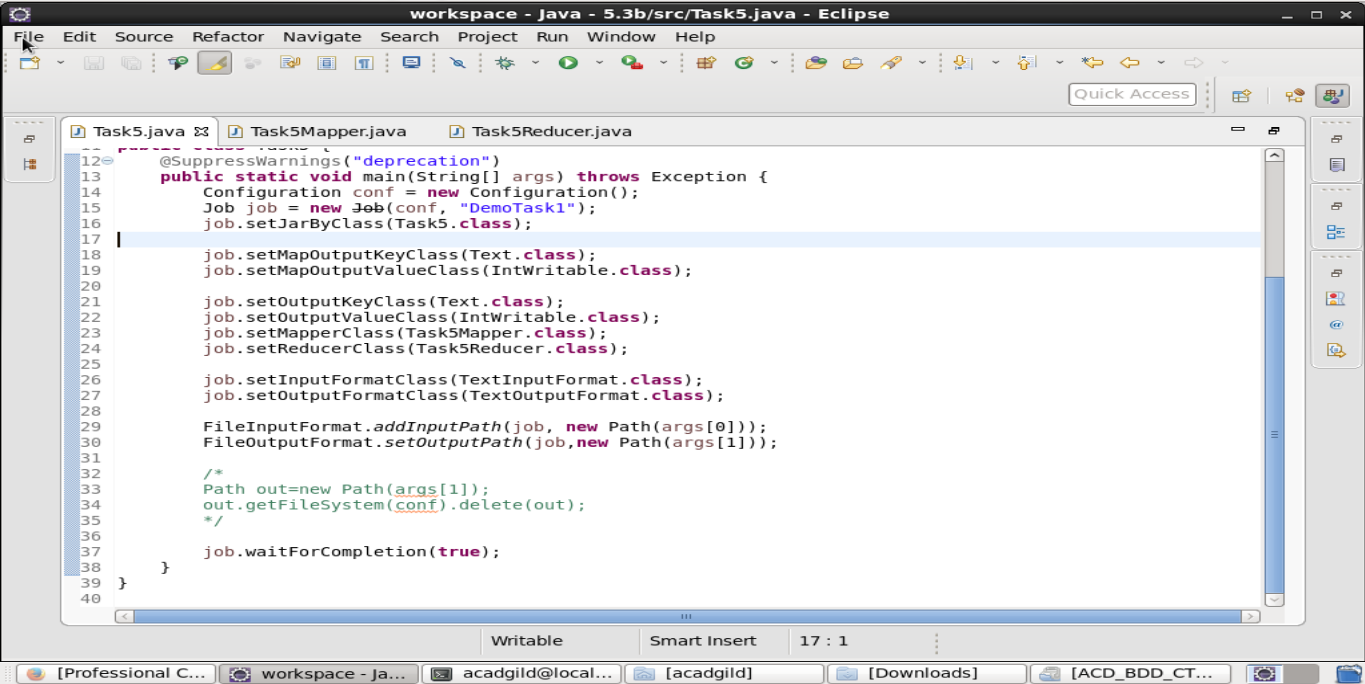 workspace - Java - 5.3b/src/Task5.java - Eclipse
File Edit Source Refactor Navigate Search Project Run Window Help
Quick Access
Task5.java Task5Mapper.java Task5Reducer.java
11 public class Task5 {
12 @SuppressWarnings("deprecation")
13 public static void main(String[] args) throws Exception {
14 Configuration conf = new Configuration();
15 Job job = new Job(conf, "DemoTask1");
16 job.setJarByClass(Task5.class);
17
18 job.setMapOutputKeyClass(Text.class);
19 job.setMapOutputValueClass(IntWritable.class);
20
21 job.setOutputKeyClass(Text.class);
22 job.setOutputValueClass(IntWritable.class);
23 job.setMapperClass(Task5Mapper.class);
24 job.setReducerClass(Task5Reducer.class);
25
26 job.setInputFormatClass(TextInputFormat.class);
27 job.setOutputFormatClass(TextOutputFormat.class);
28
29 FileInputFormat.addInputPath(job, new Path(args[0]));
30 FileOutputFormat.setOutputPath(job,new Path(args[1]));
31
32 /*
33 Path out=new Path(args[1]);
34 out.getFileSystem(conf).delete(out);
35 */
36
37 job.waitForCompletion(true);
38 }
39 }
40
Writable Smart Insert 17 : 1
[Professional C... workspace - Ja... acadgild@local... [acadgild] [Downloads] [ACD_BDD_CT...